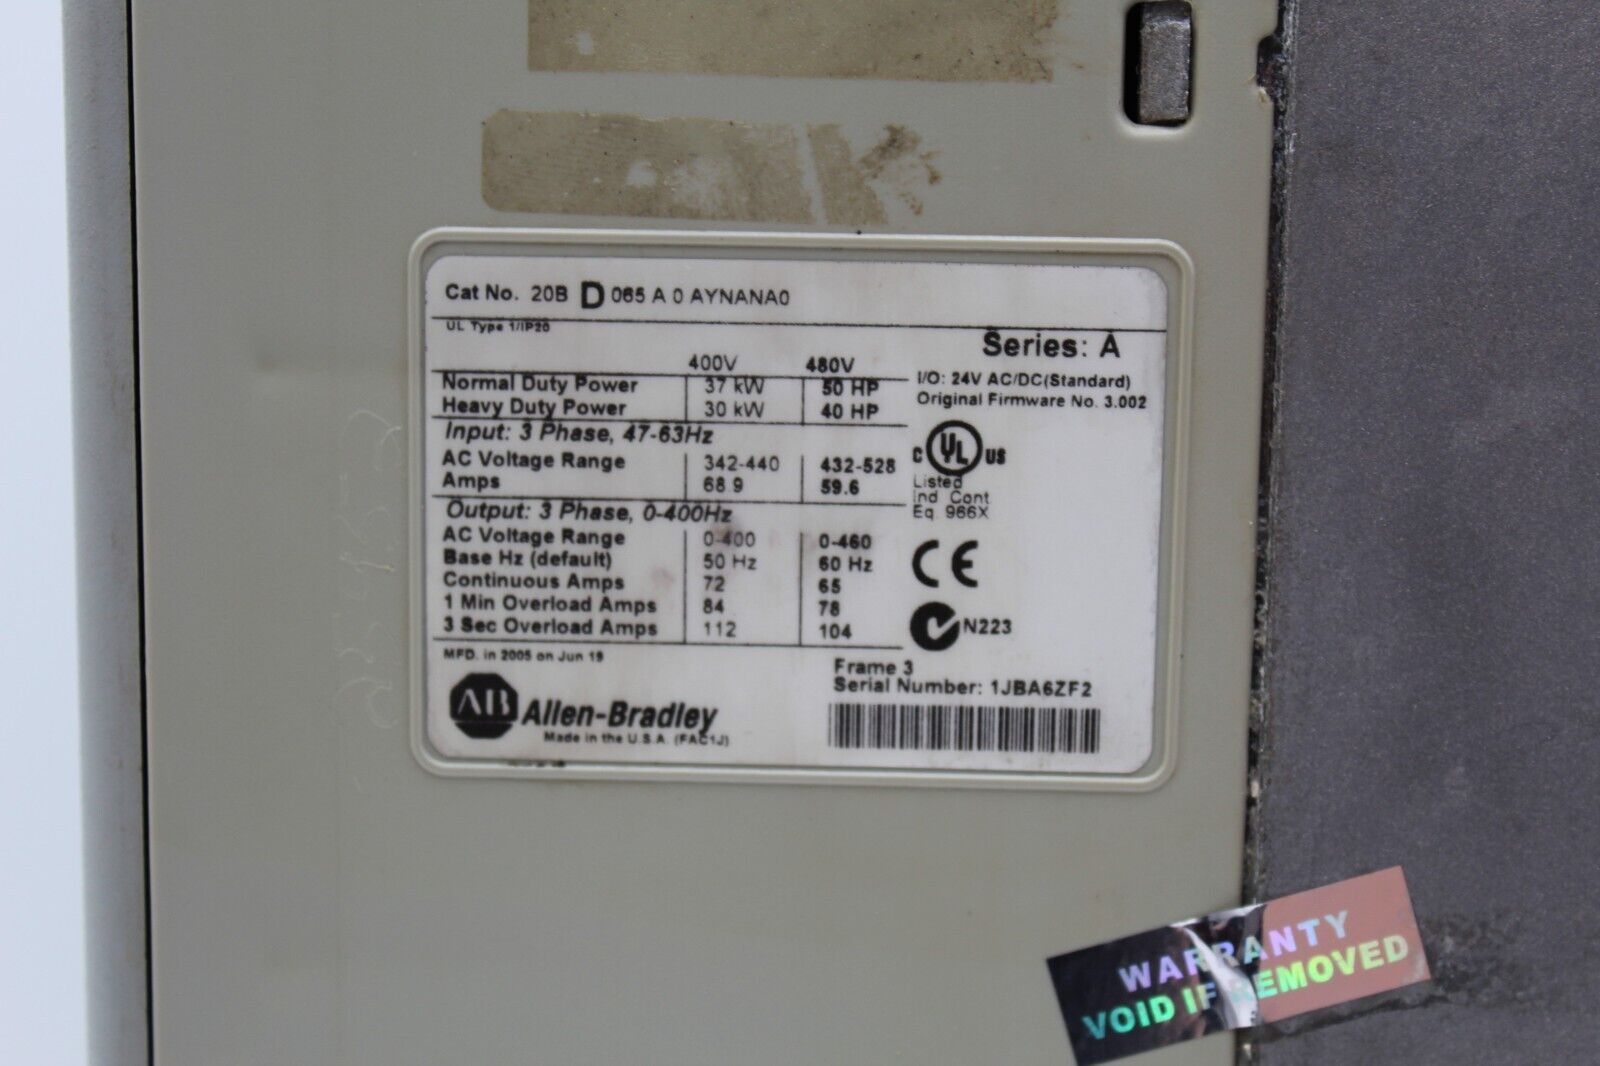 Cat No. 20B D 065 A 0 AYNANA0
UL Type 1/IP20
Series: A
400V 480V
Normal Duty Power 37 kW 50 HP
Heavy Duty Power 30 kW 40 HP
I/O: 24V AC/DC(Standard)
Original Firmware No. 3.002
Input: 3 Phase, 47-63Hz
AC Voltage Range 342-440 432-528
Amps 68.9 59.6
C UL US
Listed
Ind Cont
Eq 966X
Output: 3 Phase, 0-400Hz
AC Voltage Range 0-400 0-460
Base Hz (default) 50 Hz 60 Hz
Continuous Amps 72 65
1 Min Overload Amps 84 78
3 Sec Overload Amps 112 104
CE
N223
MFD. in 2005 on Jun 19
Frame 3
Serial Number: 1JBA6ZF2
AB Allen-Bradley
Made in the U.S.A. (FAC1J)
WARRANTY
VOID IF REMOVED